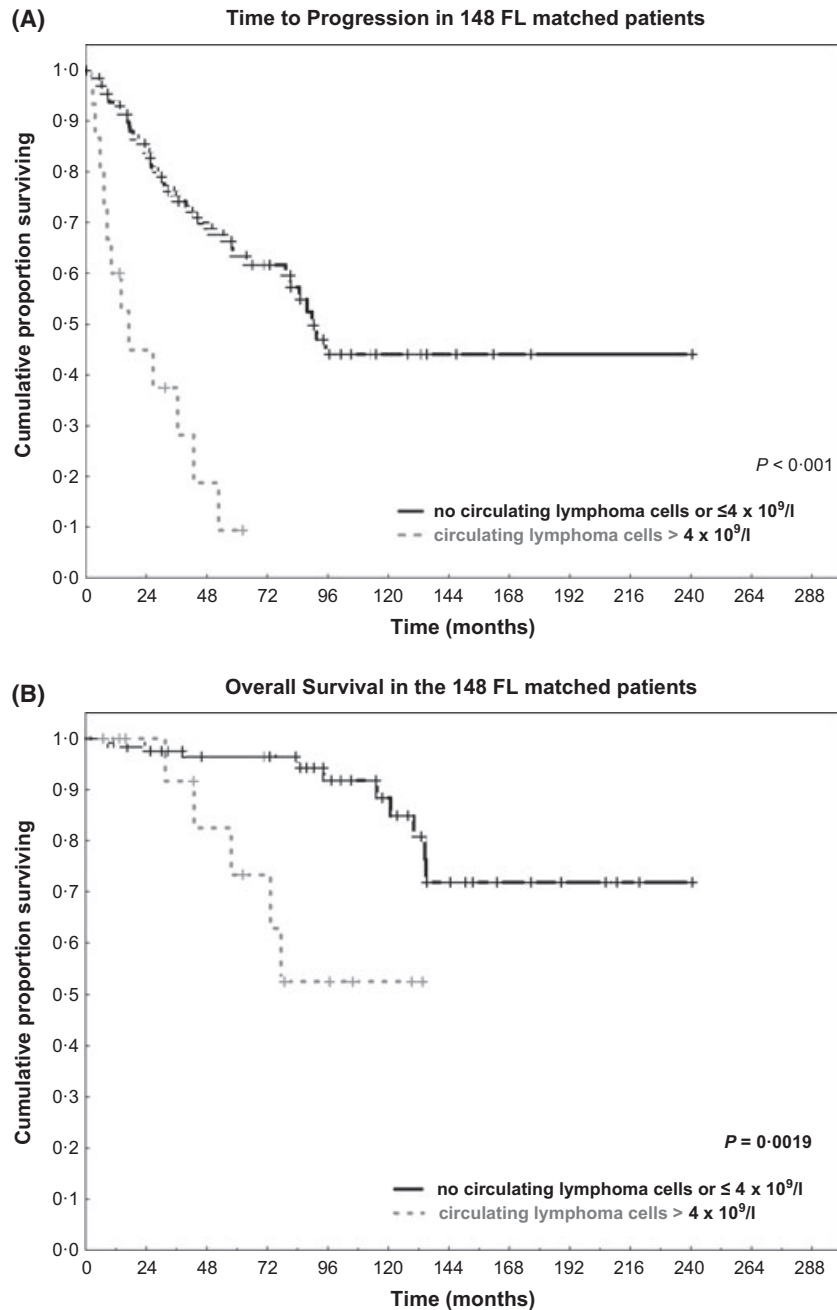 (A) Time to Progression in 148 FL matched patients
Cumulative proportion surviving
1·0
0·9
0·8
0·7
0·6
0·5
0·4
0·3
0·2
0·1
0·0
P < 0·001
no circulating lymphoma cells or ≤4 x 10⁹/l
circulating lymphoma cells > 4 x 10⁹/l
0 24 48 72 96 120 144 168 192 216 240 264 288
Time (months)
(B) Overall Survival in the 148 FL matched patients
Cumulative proportion surviving
1·0
0·9
0·8
0·7
0·6
0·5
0·4
0·3
0·2
0·1
0·0
P = 0·0019
no circulating lymphoma cells or ≤ 4 x 10⁹/l
circulating lymphoma cells > 4 x 10⁹/l
0 24 48 72 96 120 144 168 192 216 240 264 288
Time (months)